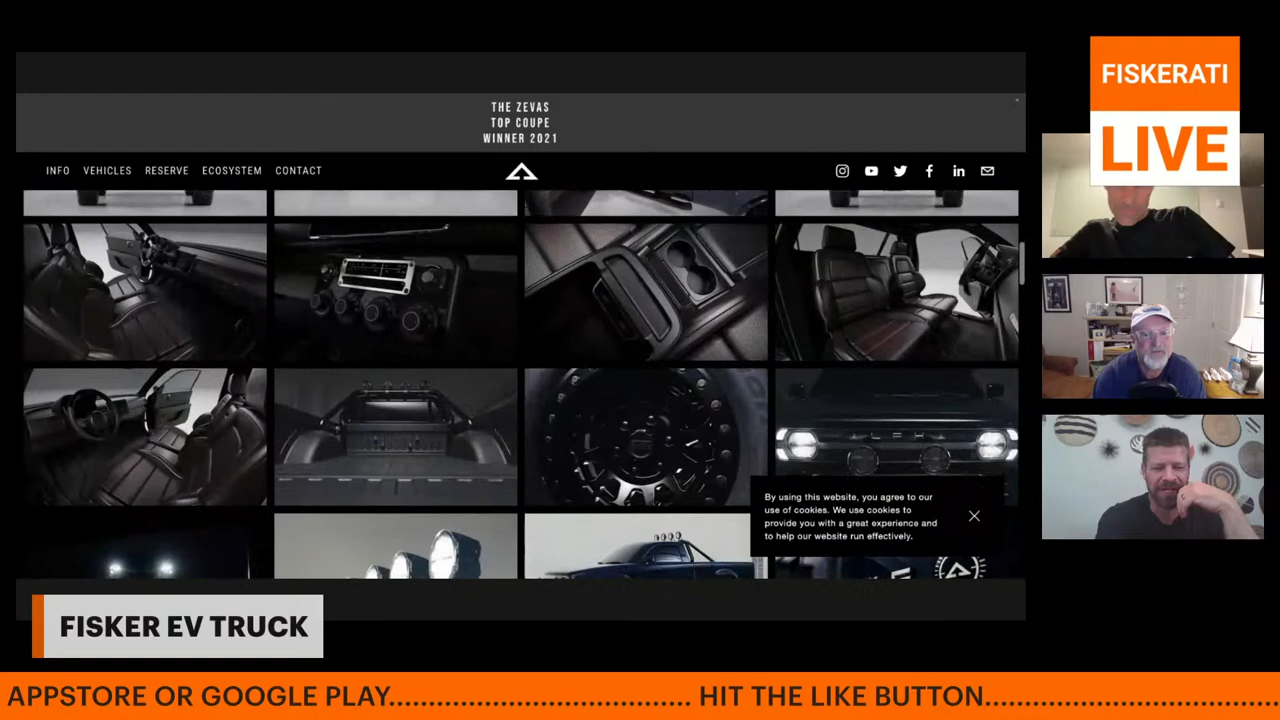 THE ZEVAS
TOP COUPE
WINNER 2021
INFO VEHICLES RESERVE ECOSYSTEM CONTACT
FISKERATI
LIVE
ALPHA
By using this website, you agree to our
use of cookies. We use cookies to
provide you with a great experience and
to help our website run effectively.
FISKER EV TRUCK
APPSTORE OR GOOGLE PLAY.............................................. HIT THE LIKE BUTTON..............................................